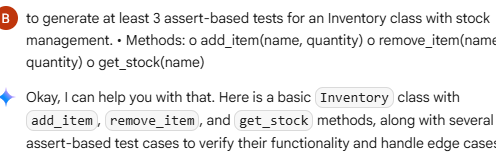 B to generate at least 3 assert-based tests for an Inventory class with stock
management. • Methods: o add_item(name, quantity) o remove_item(name
quantity) o get_stock(name)
Okay, I can help you with that. Here is a basic Inventory class with
add_item, remove_item, and get_stock methods, along with several
assert-based test cases to verify their functionality and handle edge cases